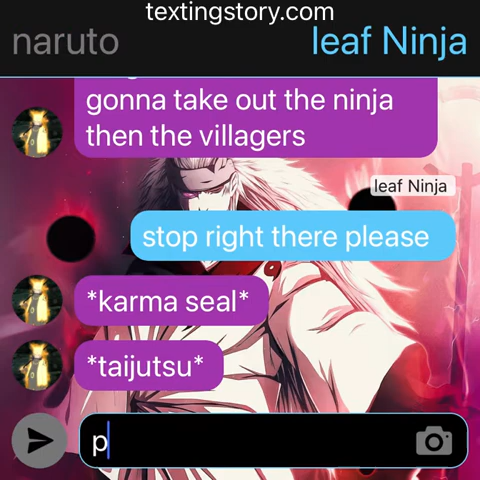 textingstory.com
naruto
leaf Ninja
gonna take out the ninja
then the villagers
leaf Ninja
stop right there please
*karma seal*
*taijutsu*
p